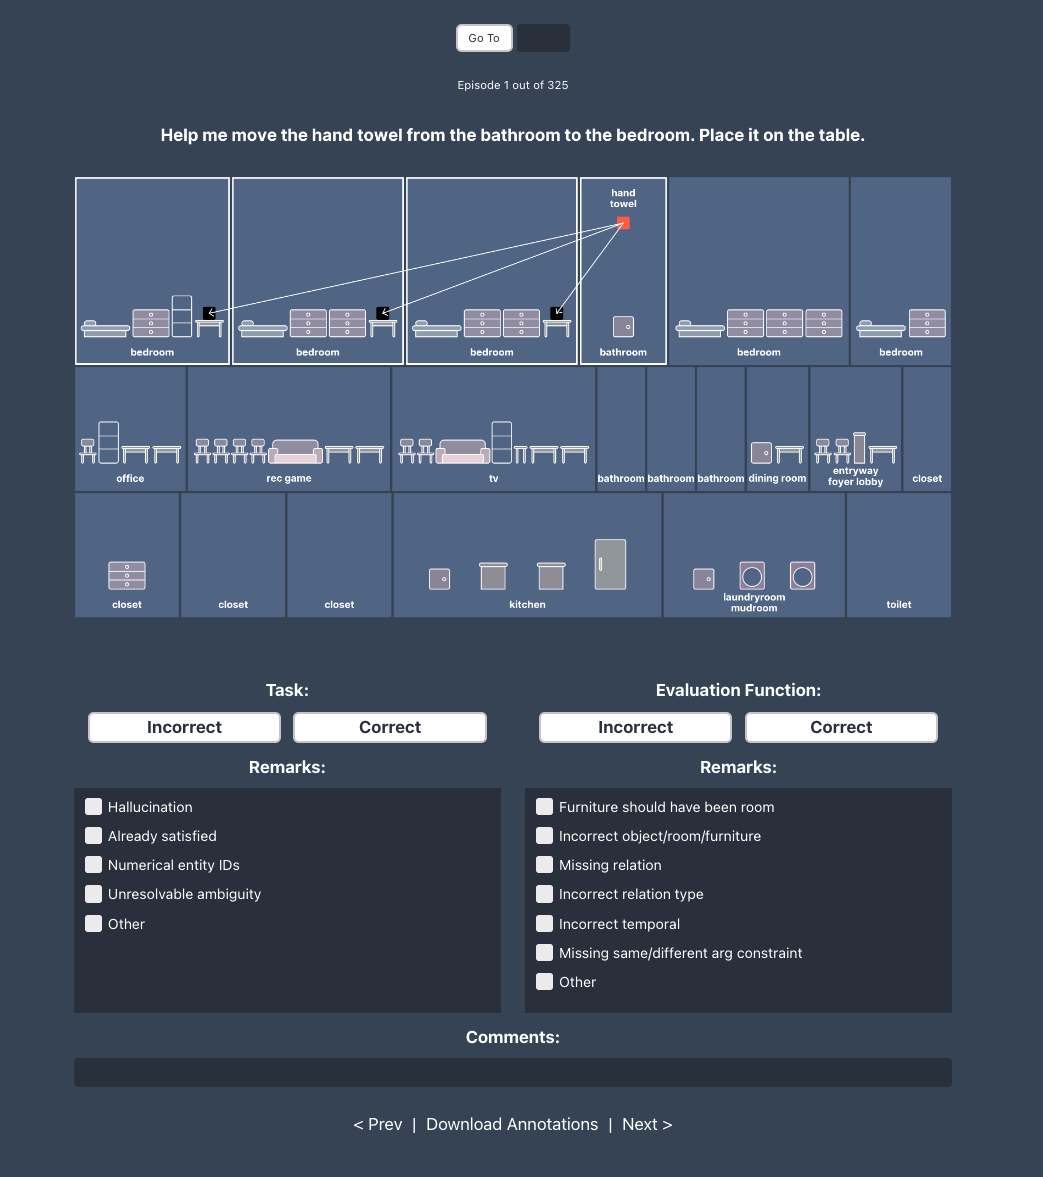 Go To
Episode 1 out of 325
Help me move the hand towel from the bathroom to the bedroom. Place it on the table.
hand
towel
bedroom
bedroom
bedroom
bathroom
bedroom
bedroom
office
rec game
tv
bathroom
bathroom
bathroom
dining room
entryway
foyer lobby
closet
closet
closet
closet
kitchen
laundryroom
mudroom
toilet
Task:
Incorrect
Correct
Remarks:
Hallucination
Already satisfied
Numerical entity IDs
Unresolvable ambiguity
Other
Evaluation Function:
Incorrect
Correct
Remarks:
Furniture should have been room
Incorrect object/room/furniture
Missing relation
Incorrect relation type
Incorrect temporal
Missing same/different arg constraint
Other
Comments:
< Prev | Download Annotations | Next >